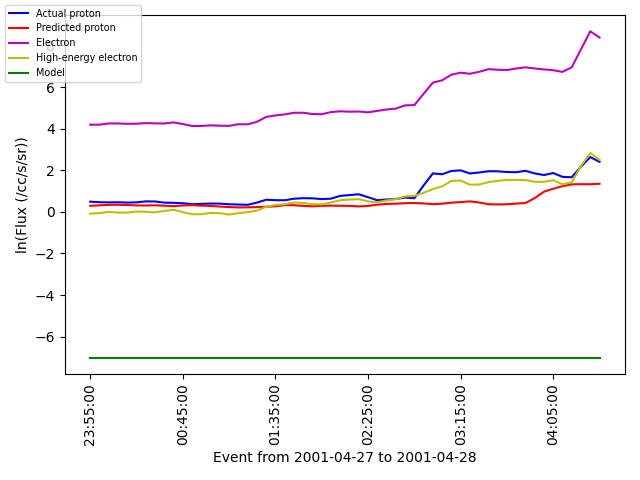 Actual proton
Predicted proton
Electron
High-energy electron
Model
6
4
2
0
−2
−4
−6
ln(Flux (/cc/s/sr))
23:55:00
00:45:00
01:35:00
02:25:00
03:15:00
04:05:00
Event from 2001-04-27 to 2001-04-28